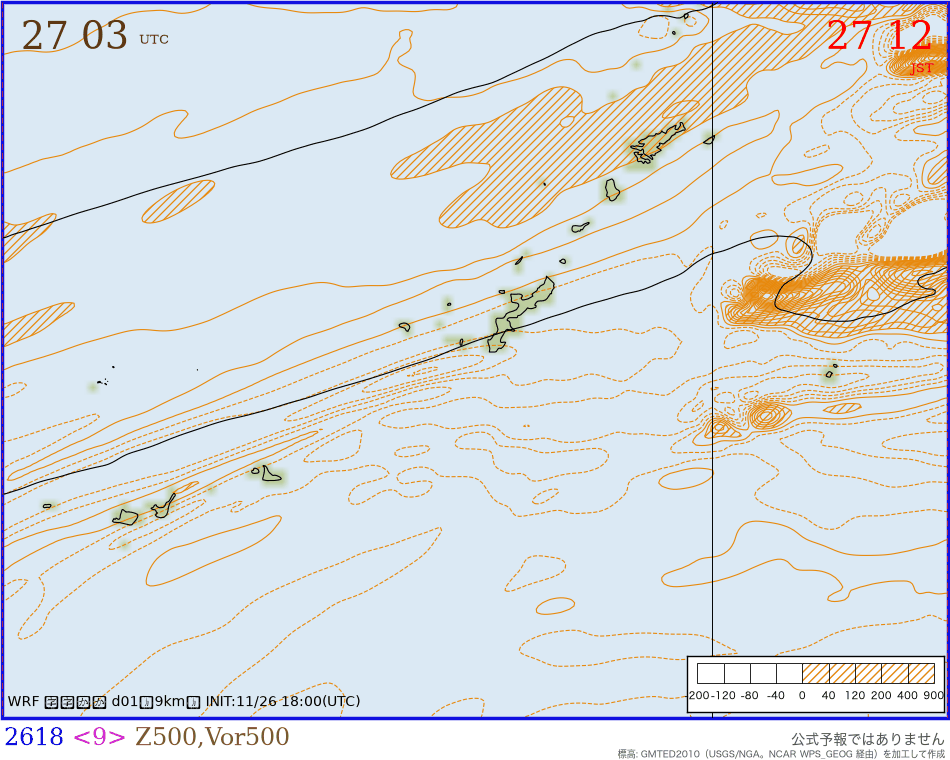 27 03 UTC
27 12
JST
-200 -120 -80 -40 0 40 120 200 400 900
WRF d01 9km INIT:11/26 18:00(UTC)
2618 <9> Z500,Vor500
公式予報ではありません
標高: GMTED2010（USGS/NGA。NCAR WPS_GEOG 経由）を加工して作成